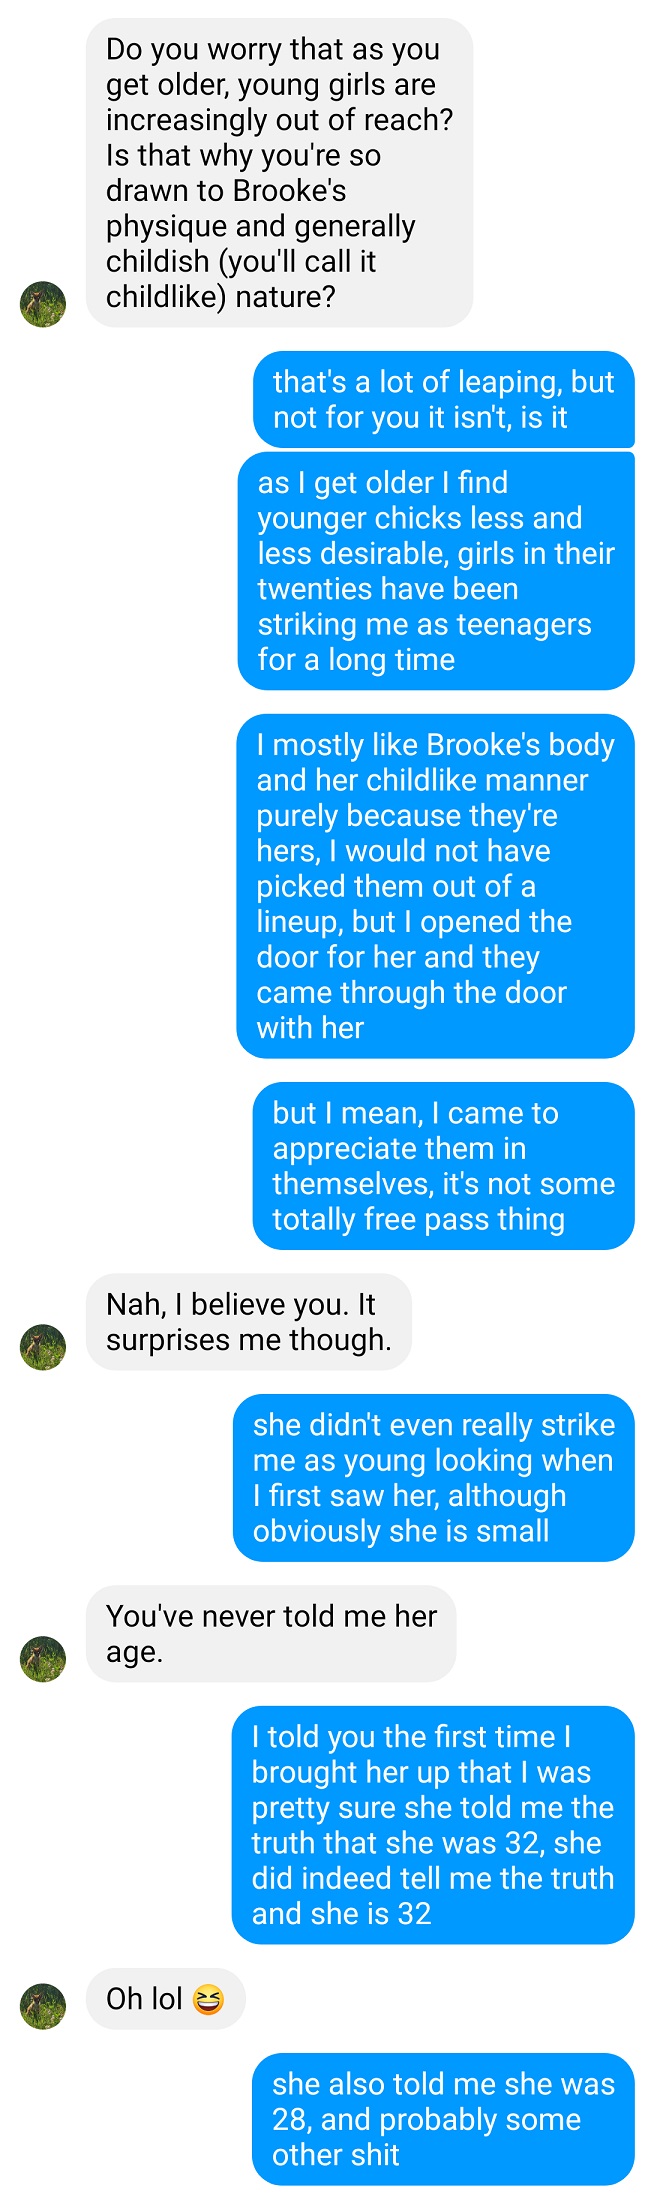 Do you worry that as you
get older, young girls are
increasingly out of reach?
Is that why you're so
drawn to Brooke's
physique and generally
childish (you'll call it
childlike) nature?
that's a lot of leaping, but
not for you it isn't, is it
as I get older I find
younger chicks less and
less desirable, girls in their
twenties have been
striking me as teenagers
for a long time
I mostly like Brooke's body
and her childlike manner
purely because they're
hers, I would not have
picked them out of a
lineup, but I opened the
door for her and they
came through the door
with her
but I mean, I came to
appreciate them in
themselves, it's not some
totally free pass thing
Nah, I believe you. It
surprises me though.
she didn't even really strike
me as young looking when
I first saw her, although
obviously she is small
You've never told me her
age.
I told you the first time I
brought her up that I was
pretty sure she told me the
truth that she was 32, she
did indeed tell me the truth
and she is 32
Oh lol 😆
she also told me she was
28, and probably some
other shit